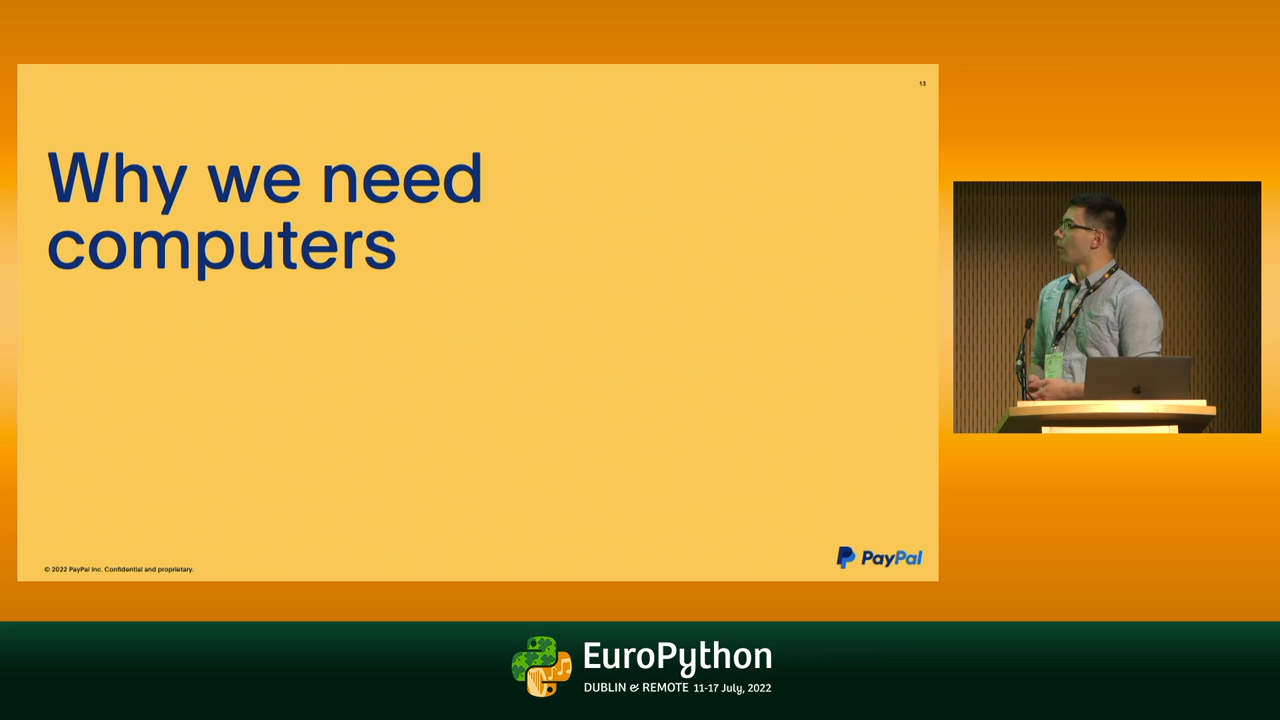 13
Why we need
computers
© 2022 PayPal Inc. Confidential and proprietary.
PayPal
EuroPython
DUBLIN & REMOTE 11-17 July, 2022